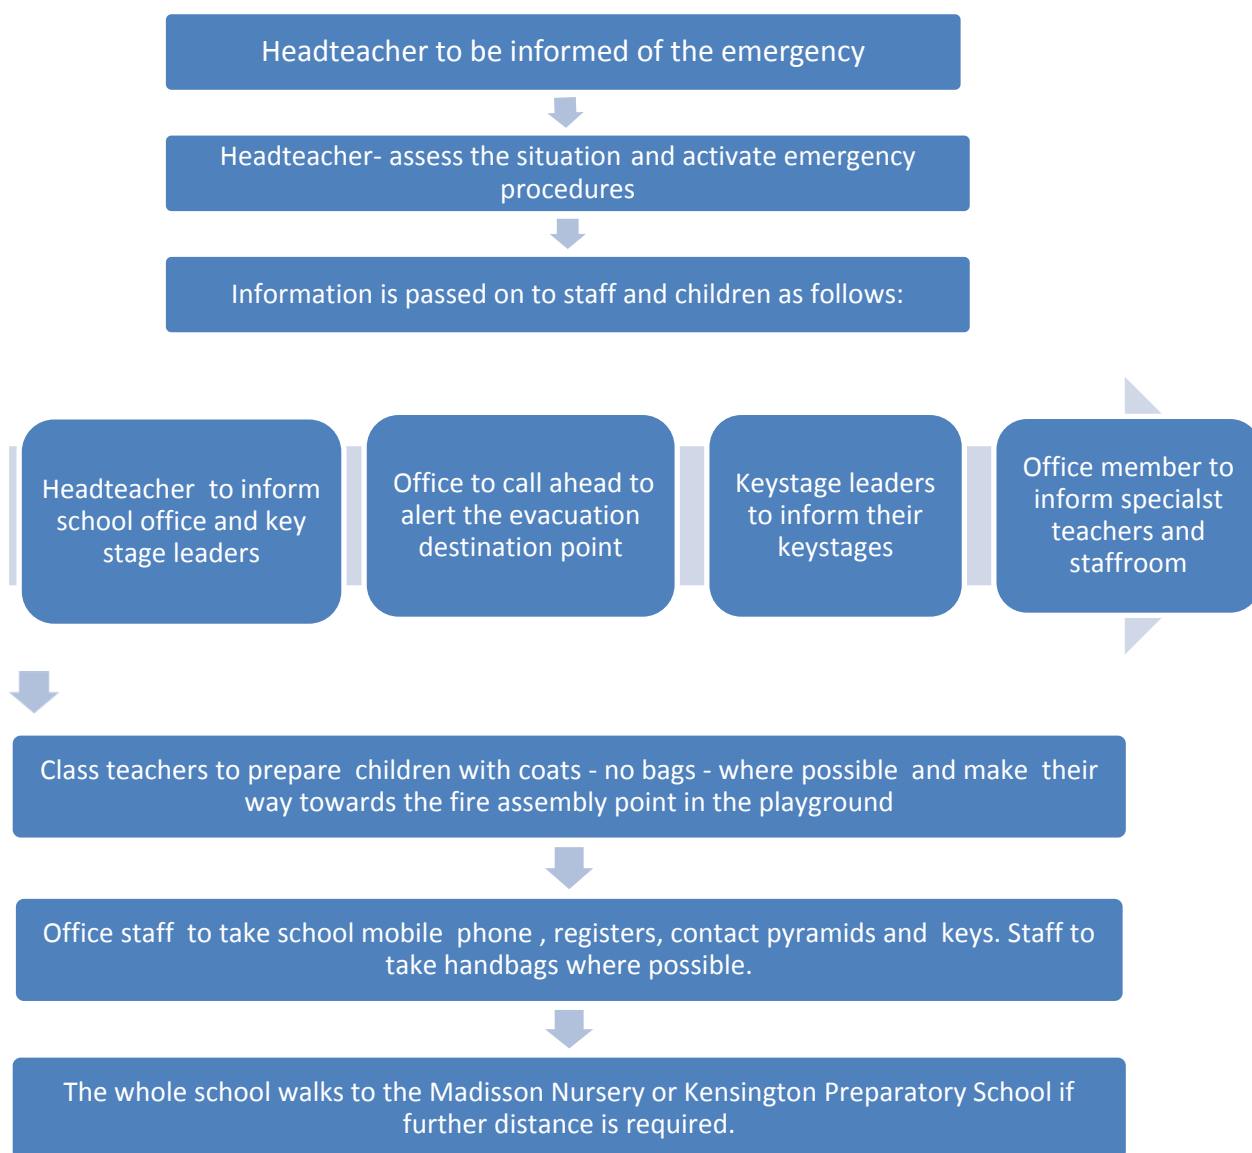 Headteacher to be informed of the emergency
Headteacher- assess the situation and activate emergency
procedures
Information is passed on to staff and children as follows:
Headteacher  to inform
school office and key
stage leaders
Office to call ahead to
alert the evacuation
destination point
Keystage leaders
to inform their
keystages
Office member to
inform specialst
teachers and
staffroom
Class teachers to prepare  children with coats - no bags - where possible  and make  their
way towards the fire assembly point in the playground
Office staff  to take school mobile  phone , registers, contact pyramids and  keys. Staff to
take handbags where possible.
The whole school walks to the Madisson Nursery or Kensington Preparatory School if
further distance is required.